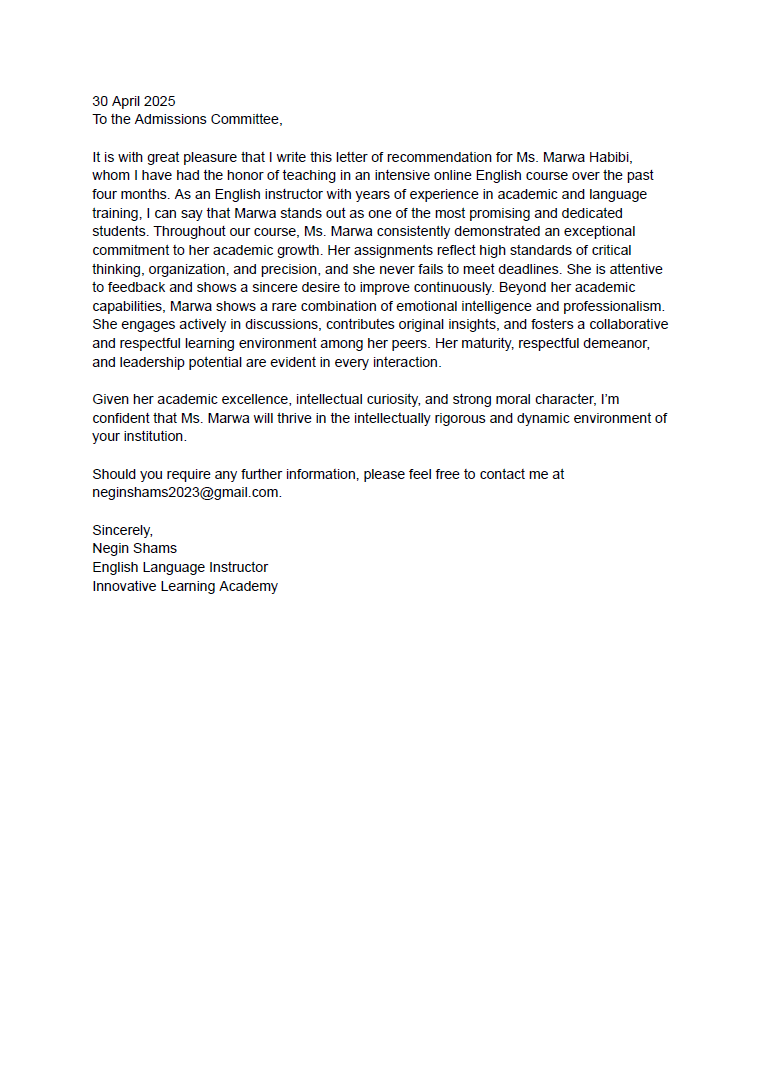 30 April 2025
To the Admissions Committee,
It is with great pleasure that I write this letter of recommendation for Ms. Marwa Habibi,
whom I have had the honor of teaching in an intensive online English course over the past
four months. As an English instructor with years of experience in academic and language
training, I can say that Marwa stands out as one of the most promising and dedicated
students. Throughout our course, Ms. Marwa consistently demonstrated an exceptional
commitment to her academic growth. Her assignments reflect high standards of critical
thinking, organization, and precision, and she never fails to meet deadlines. She is attentive
to feedback and shows a sincere desire to improve continuously. Beyond her academic
capabilities, Marwa shows a rare combination of emotional intelligence and professionalism.
She engages actively in discussions, contributes original insights, and fosters a collaborative
and respectful learning environment among her peers. Her maturity, respectful demeanor,
and leadership potential are evident in every interaction.
Given her academic excellence, intellectual curiosity, and strong moral character, I’m
confident that Ms. Marwa will thrive in the intellectually rigorous and dynamic environment of
your institution.
Should you require any further information, please feel free to contact me at
neginshams2023@gmail.com.
Sincerely,
Negin Shams
English Language Instructor
Innovative Learning Academy